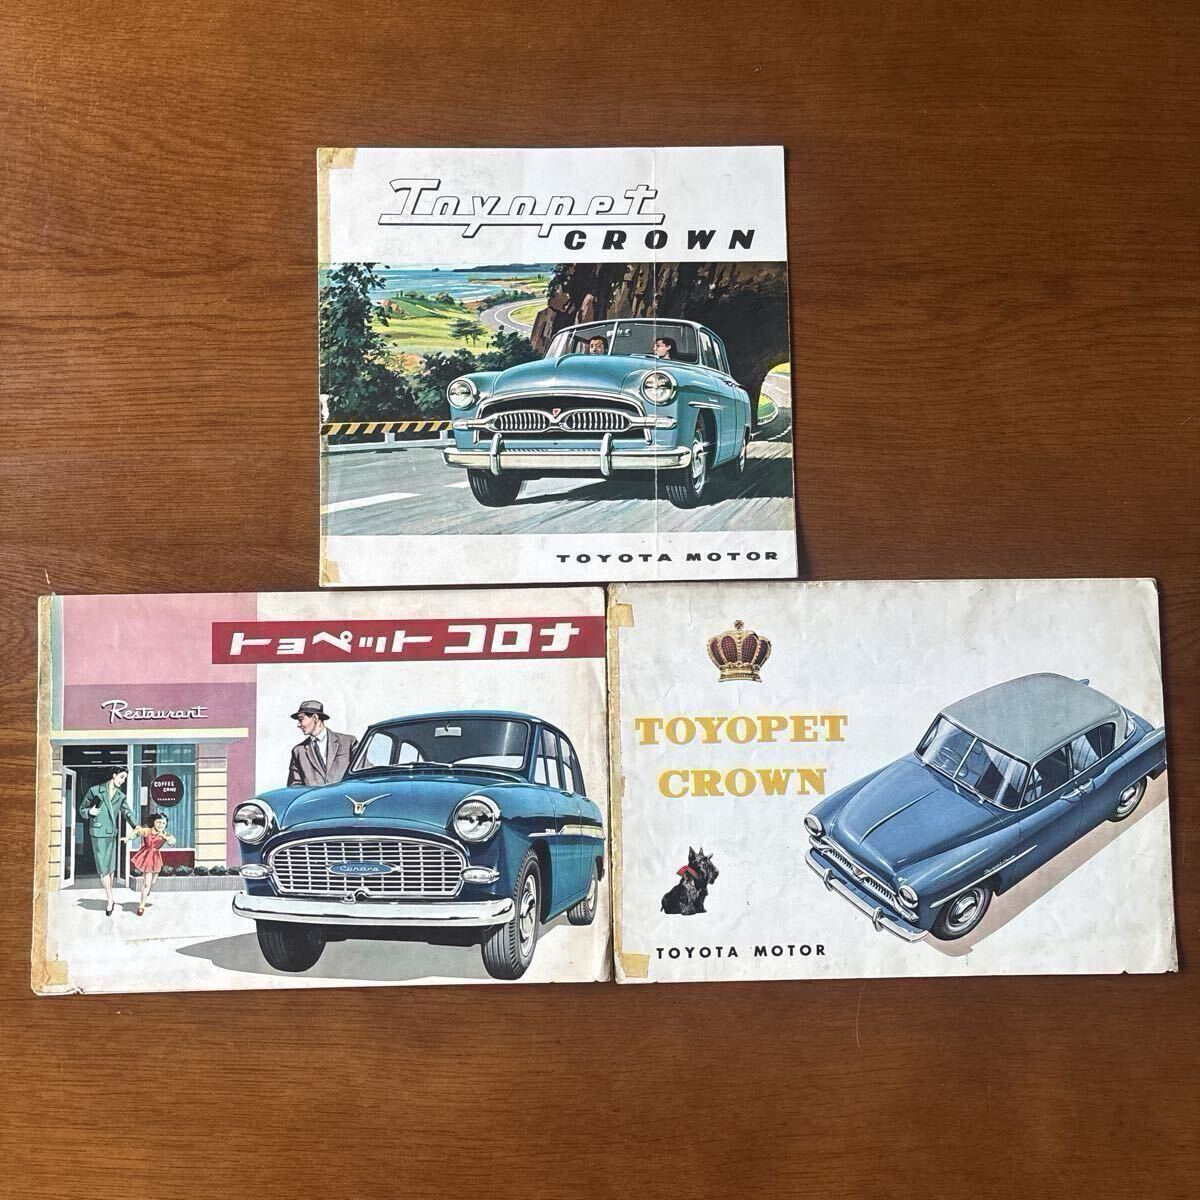 Toyopet
CROWN
TOYOTA MOTOR
トヨペット コロナ
Restaurant
COFFEE
Corona
TOYOPET
CROWN
TOYOTA MOTOR